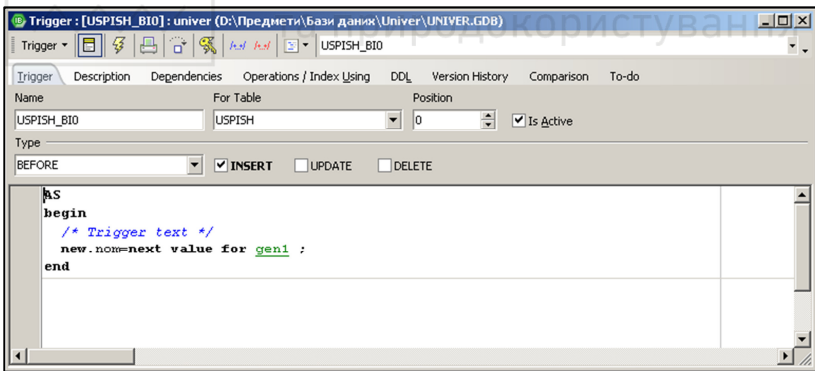 Trigger : [USPISH_BI0] : univer (D:\Предмети\Бази даних\Univer\UNIVER.GDB)
та природокористування
Trigger USPISH_BI0
Trigger Description Dependencies Operations / Index Using DDL Version History Comparison To-do
Name For Table Position
USPISH_BI0 USPISH 0 Is Active
Type
BEFORE INSERT UPDATE DELETE
AS
begin
/* Trigger text */
new.nom=next value for gen1 ;
end